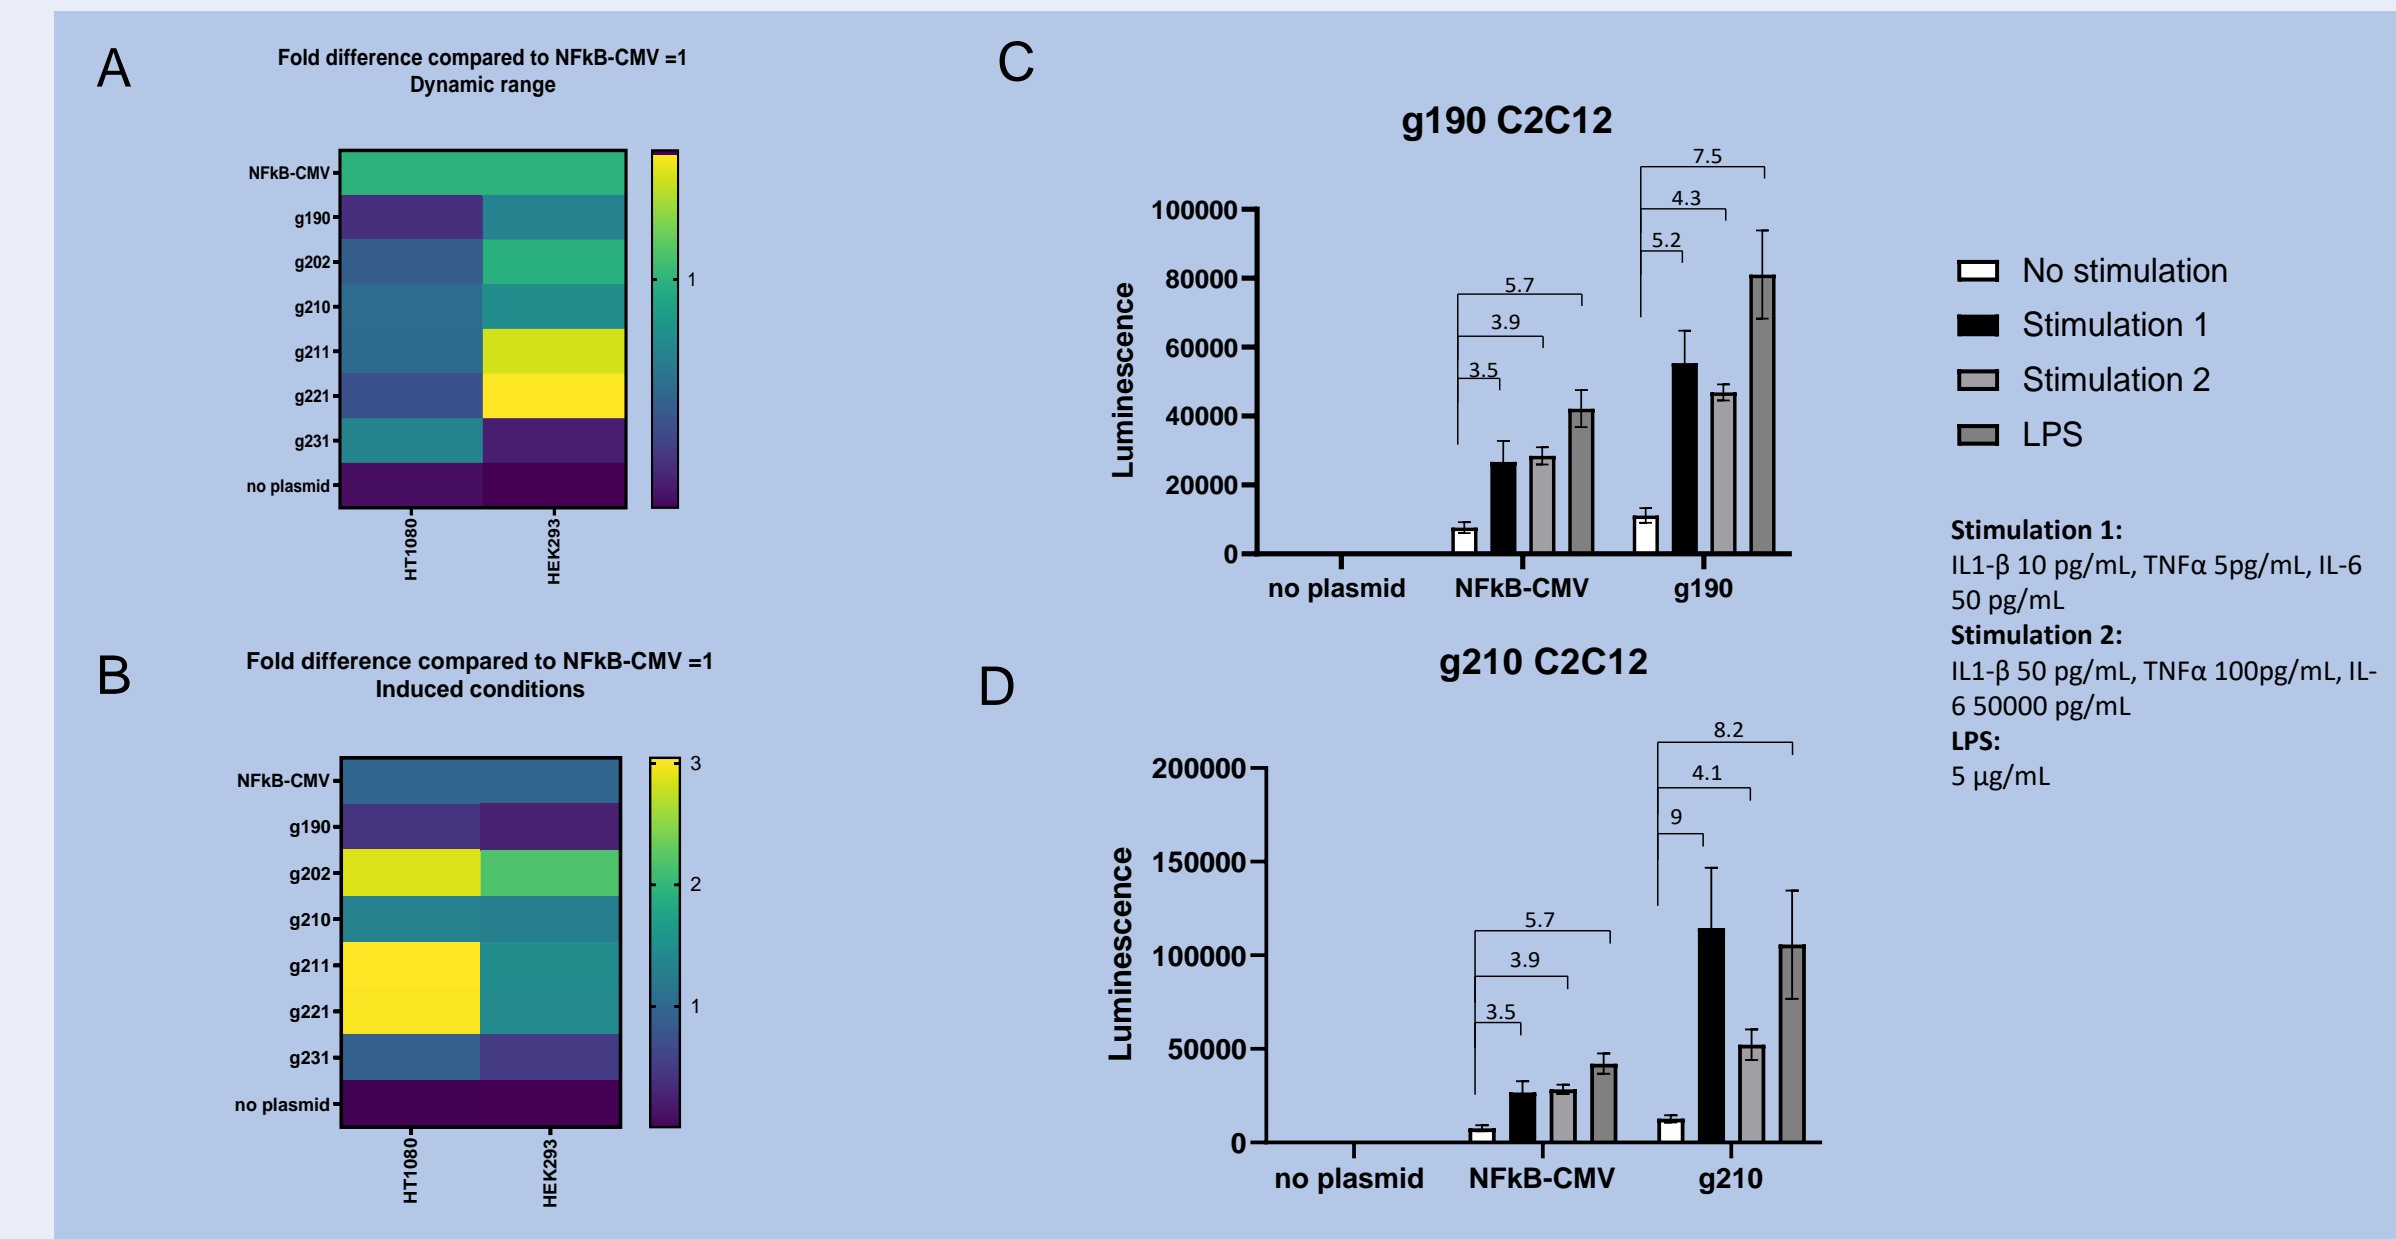 A
Fold difference compared to NFkB-CMV =1
Dynamic range
NFkB-CMV
g190
g202
g210
g211
g221
g231
no plasmid
1
HT1080
HEK293
B
Fold difference compared to NFkB-CMV =1
Induced conditions
NFkB-CMV
g190
g202
g210
g211
g221
g231
no plasmid
3
2
1
HT1080
HEK293
C
g190 C2C12
Luminescence
100000
80000
60000
40000
20000
0
5.7
3.9
3.5
7.5
4.3
5.2
no plasmid
NFkB-CMV
g190
D
g210 C2C12
Luminescence
200000
150000
100000
50000
0
5.7
3.9
3.5
8.2
4.1
9
no plasmid
NFkB-CMV
g210
No stimulation
Stimulation 1
Stimulation 2
LPS
Stimulation 1:
IL1-β 10 pg/mL, TNFα 5pg/mL, IL-6
50 pg/mL
Stimulation 2:
IL1-β 50 pg/mL, TNFα 100pg/mL, IL-
6 50000 pg/mL
LPS:
5 μg/mL